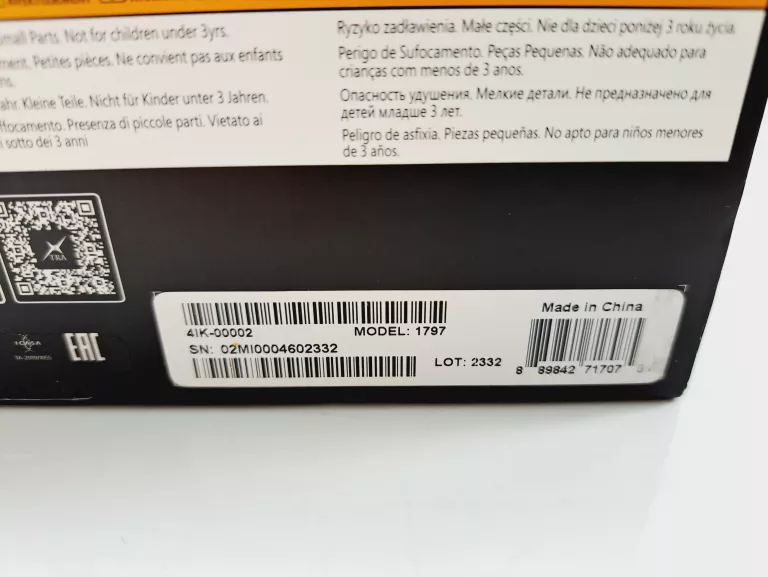 Small Parts. Not for children under 3yrs.
Petites pièces. Ne convient pas aux enfants
Kleine Teile. Nicht für Kinder unter 3 Jahren.
Presenza di piccole parti. Vietato ai
sotto dei 3 anni
Ryzyko zadławienia. Małe części. Nie dla dzieci poniżej 3 roku życia.
Perigo de Sufocamento. Peças Pequenas. Não adequado para
crianças com menos de 3 anos.
Опасность удушения. Мелкие детали. Не предназначено для
детей младше 3 лет.
Peligro de asfixia. Piezas pequeñas. No apto para niños menores
de 3 años.
TRA
EAC
4IK-00002 MODEL: 1797
SN: 02MI0004602332
LOT: 2332
Made in China
8 89842 71707